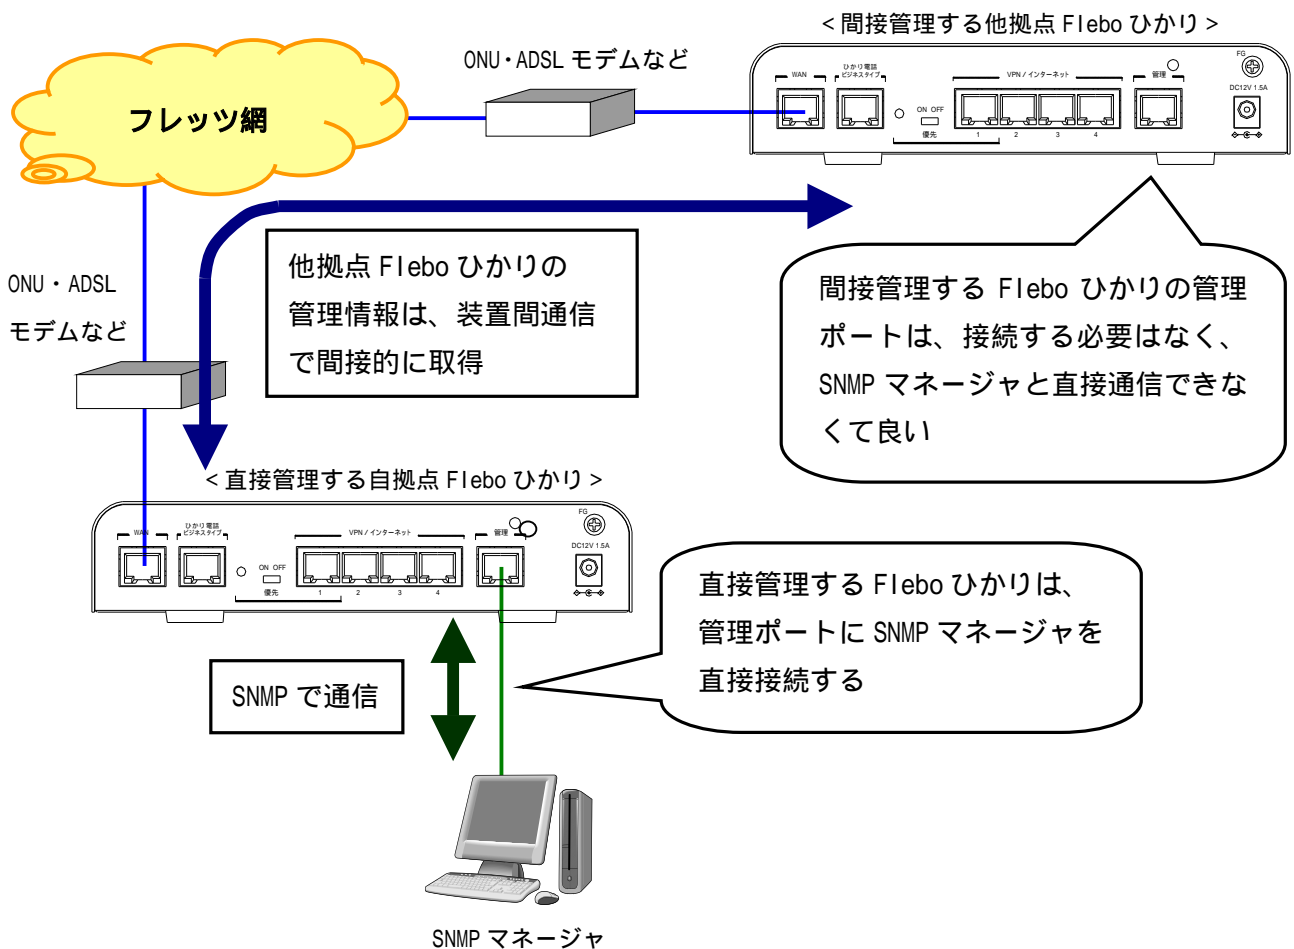 <間接管理する他拠点 Flebo ひかり>
ONU・ADSL モデムなど
フレッツ網
WAN
ひかり電話
ビジネスタイプ
VPN / インターネット
管理
FG
DC12V 1.5A
ON OFF
優先
1 2 3 4
他拠点 Flebo ひかりの
管理情報は、装置間通信
で間接的に取得
間接管理する Flebo ひかりの管理
ポートは、接続する必要はなく、
SNMP マネージャと直接通信できな
くて良い
ONU・ADSL
モデムなど
<直接管理する自拠点 Flebo ひかり>
WAN
ひかり電話
ビジネスタイプ
VPN / インターネット
管理
FG
DC12V 1.5A
ON OFF
優先
1 2 3 4
直接管理する Flebo ひかりは、
管理ポートに SNMP マネージャを
直接接続する
SNMP で通信
SNMP マネージャ